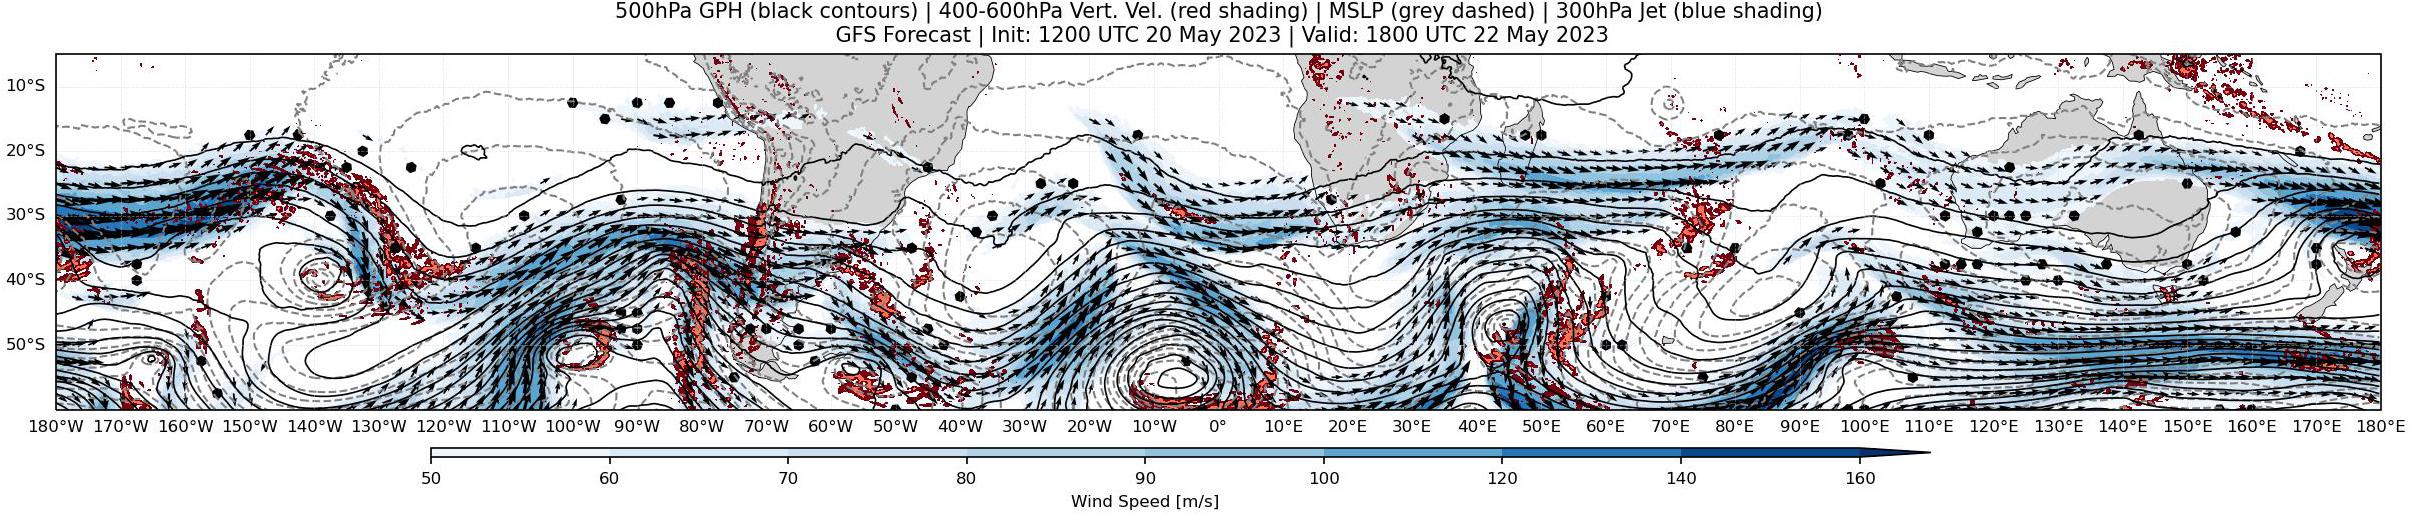 500hPa GPH (black contours) | 400-600hPa Vert. Vel. (red shading) | MSLP (grey dashed) | 300hPa Jet (blue shading)
GFS Forecast | Init: 1200 UTC 20 May 2023 | Valid: 1800 UTC 22 May 2023
10°S
20°S
30°S
40°S
50°S
180°W 170°W 160°W 150°W 140°W 130°W 120°W 110°W 100°W 90°W 80°W 70°W 60°W 50°W 40°W 30°W 20°W 10°W 0° 10°E 20°E 30°E 40°E 50°E 60°E 70°E 80°E 90°E 100°E 110°E 120°E 130°E 140°E 150°E 160°E 170°E 180°E
50 60 70 80 90 100 120 140 160
Wind Speed [m/s]